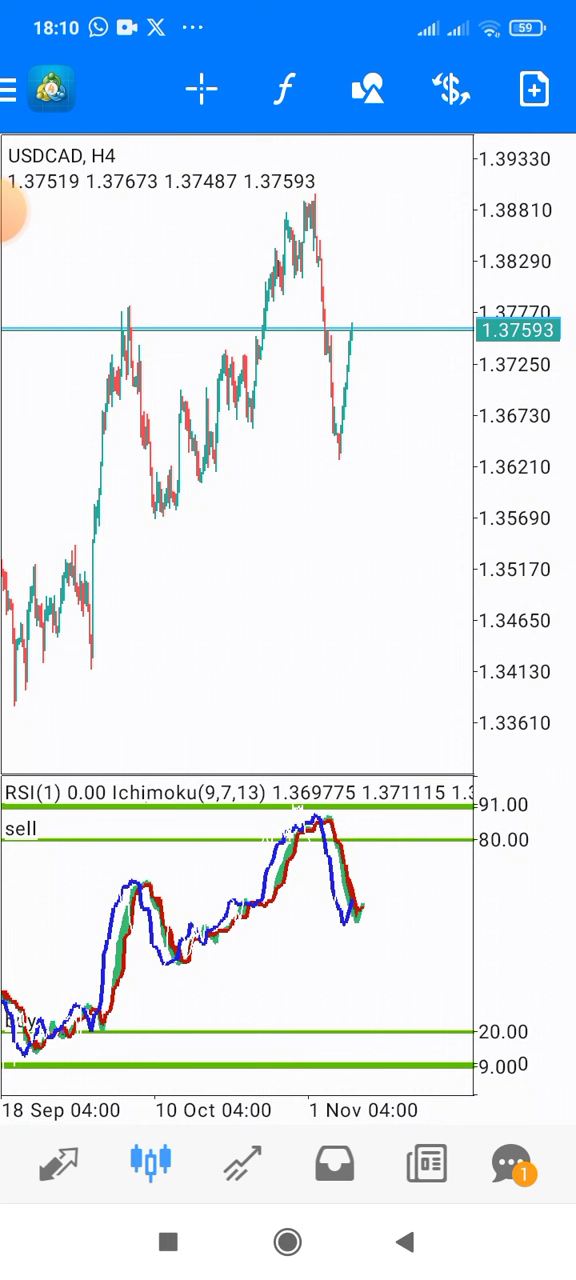 18:10
59
USDCAD, H4
1.37519 1.37673 1.37487 1.37593
1.39330
1.38810
1.38290
1.37770
1.37593
1.37250
1.36730
1.36210
1.35690
1.35170
1.34650
1.34130
1.33610
RSI(1) 0.00 Ichimoku(9,7,13) 1.369775 1.371115
91.00
sell
80.00
buy
20.00
9.000
18 Sep 04:00
10 Oct 04:00
1 Nov 04:00
1